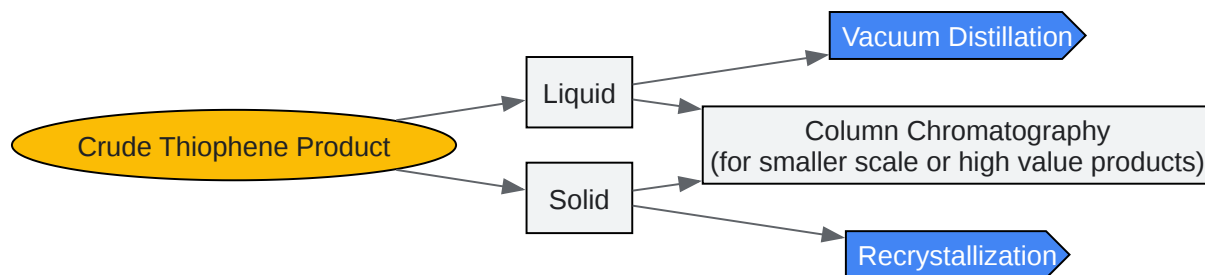 Vacuum Distillation
Liquid
Crude Thiophene Product
Column Chromatography
(for smaller scale or high value products)
Solid
Recrystallization